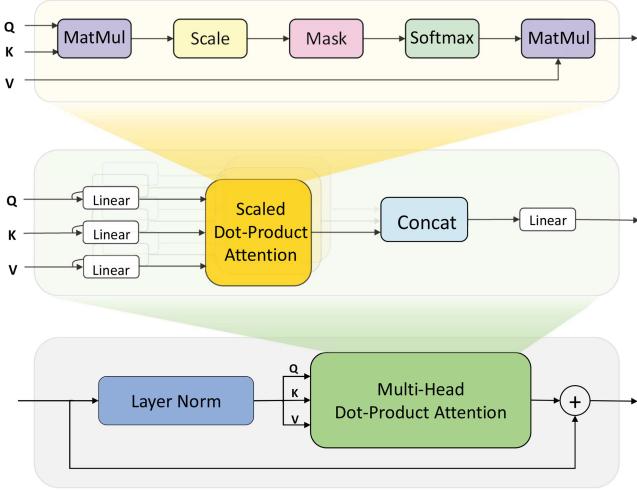 Q
K
V
MatMul
Scale
Mask
Softmax
MatMul
Q
K
V
Linear
Linear
Linear
Scaled
Dot-Product
Attention
Concat
Linear
Layer Norm
Q
K
V
Multi-Head
Dot-Product Attention
+